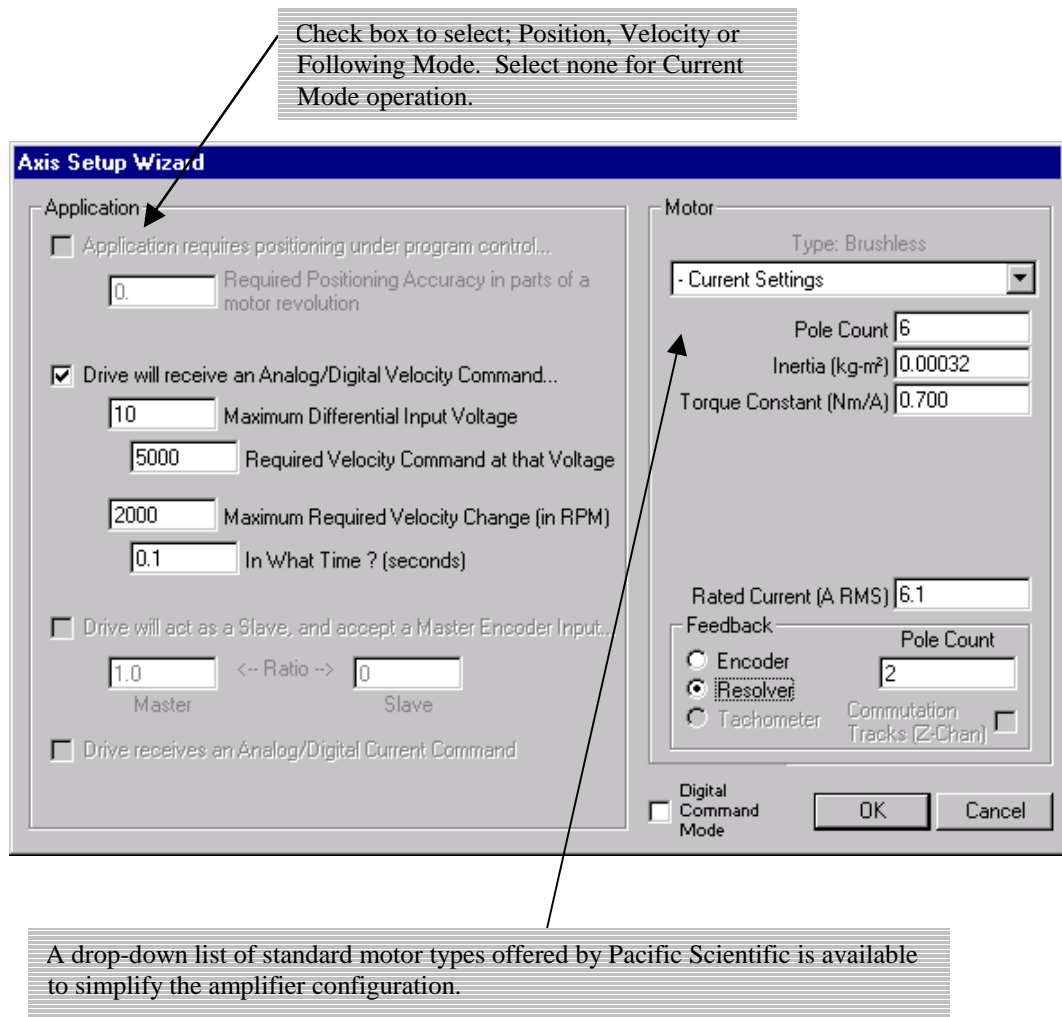 Check box to select; Position, Velocity or
Following Mode.  Select none for Current
Mode operation.
Axis Setup Wizard
Application
Application requires positioning under program control...
0.
Required Positioning Accuracy in parts of a
motor revolution
Drive will receive an Analog/Digital Velocity Command...
10 Maximum Differential Input Voltage
5000 Required Velocity Command at that Voltage
2000 Maximum Required Velocity Change (in RPM)
0.1 In What Time ? (seconds)
Drive will act as a Slave, and accept a Master Encoder Input...
1.0 <-- Ratio --> 0
Master Slave
Drive receives an Analog/Digital Current Command
Motor
Type: Brushless
- Current Settings
Pole Count 6
Inertia (kg-m²) 0.00032
Torque Constant (Nm/A) 0.700
Rated Current (A RMS) 6.1
Feedback
Pole Count
Encoder
2
Resolver
Tachometer
Commutation
Tracks (Z-Chan)
Digital
Command
Mode
OK Cancel
A drop-down list of standard motor types offered by Pacific Scientific is available
to simplify the amplifier configuration.